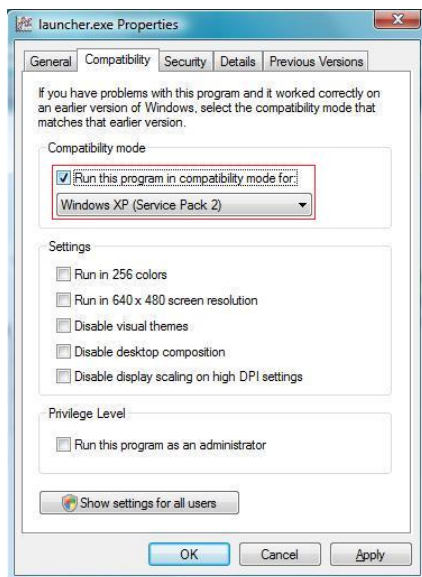 launcher.exe Properties
General Compatibility Security Details Previous Versions
If you have problems with this program and it worked correctly on
an earlier version of Windows, select the compatibility mode that
matches that earlier version.
Compatibility mode
Run this program in compatibility mode for:
Windows XP (Service Pack 2)
Settings
Run in 256 colors
Run in 640 x 480 screen resolution
Disable visual themes
Disable desktop composition
Disable display scaling on high DPI settings
Privilege Level
Run this program as an administrator
Show settings for all users
OK Cancel Apply